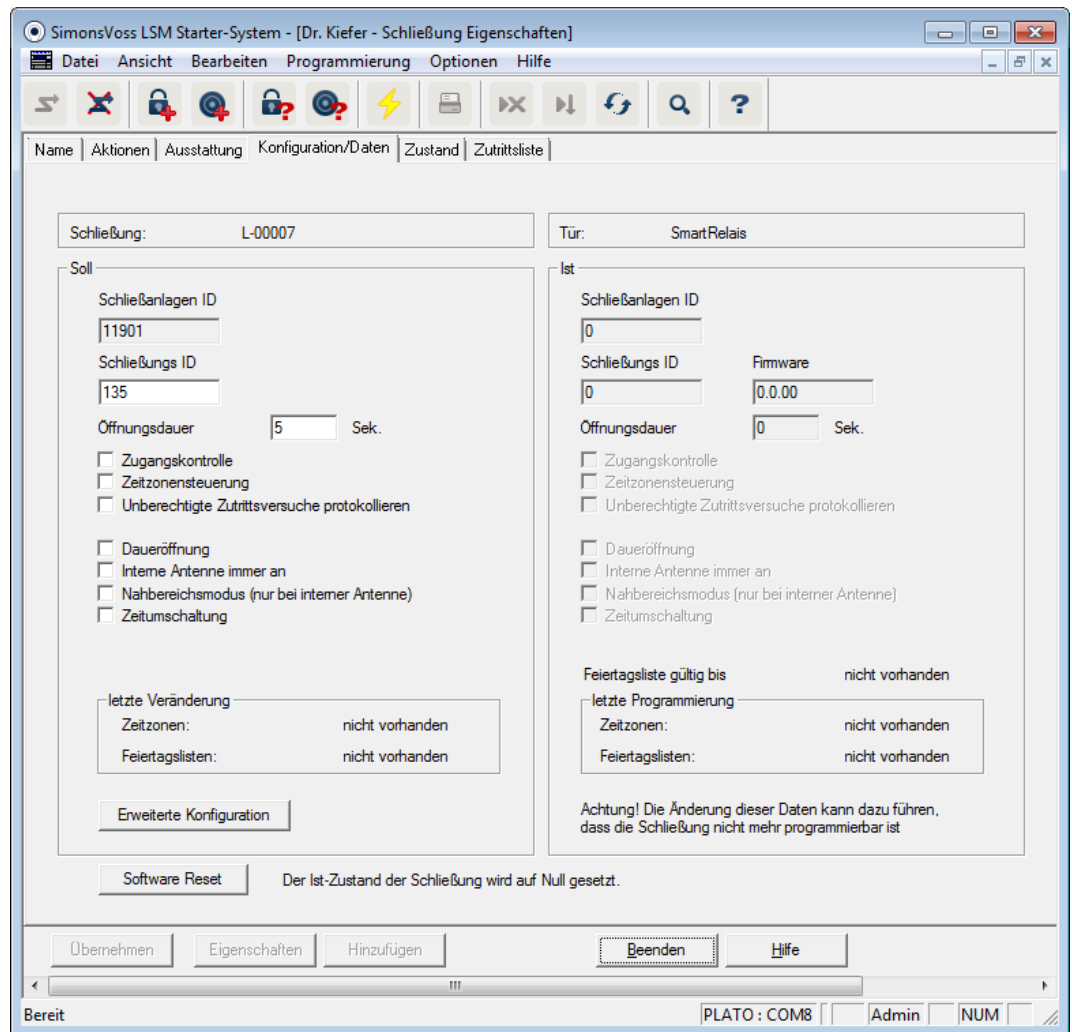 SimonsVoss LSM Starter-System - [Dr. Kiefer - Schließung Eigenschaften]
Datei Ansicht Bearbeiten Programmierung Optionen Hilfe
Name Aktionen Ausstattung Konfiguration/Daten Zustand Zutrittsliste
Schließung: L-00007
Tür: SmartRelais
Soll
Schließanlagen ID
11901
Schließungs ID
135
Öffnungsdauer 5 Sek.
Zugangskontrolle
Zeitzonensteuerung
Unberechtigte Zutrittsversuche protokollieren
Daueröffnung
Interne Antenne immer an
Nahbereichsmodus (nur bei interner Antenne)
Zeitumschaltung
letzte Veränderung
Zeitzonen: nicht vorhanden
Feiertagslisten: nicht vorhanden
Erweiterte Konfiguration
Ist
Schließanlagen ID
0
Schließungs ID Firmware
0 0.0.00
Öffnungsdauer 0 Sek.
Zugangskontrolle
Zeitzonensteuerung
Unberechtigte Zutrittsversuche protokollieren
Daueröffnung
Interne Antenne immer an
Nahbereichsmodus (nur bei interner Antenne)
Zeitumschaltung
Feiertagsliste gültig bis nicht vorhanden
letzte Programmierung
Zeitzonen: nicht vorhanden
Feiertagslisten: nicht vorhanden
Achtung! Die Änderung dieser Daten kann dazu führen,
dass die Schließung nicht mehr programmierbar ist
Software Reset Der Ist-Zustand der Schließung wird auf Null gesetzt.
Übernehmen Eigenschaften Hinzufügen Beenden Hilfe
Bereit PLATO : COM8 Admin NUM